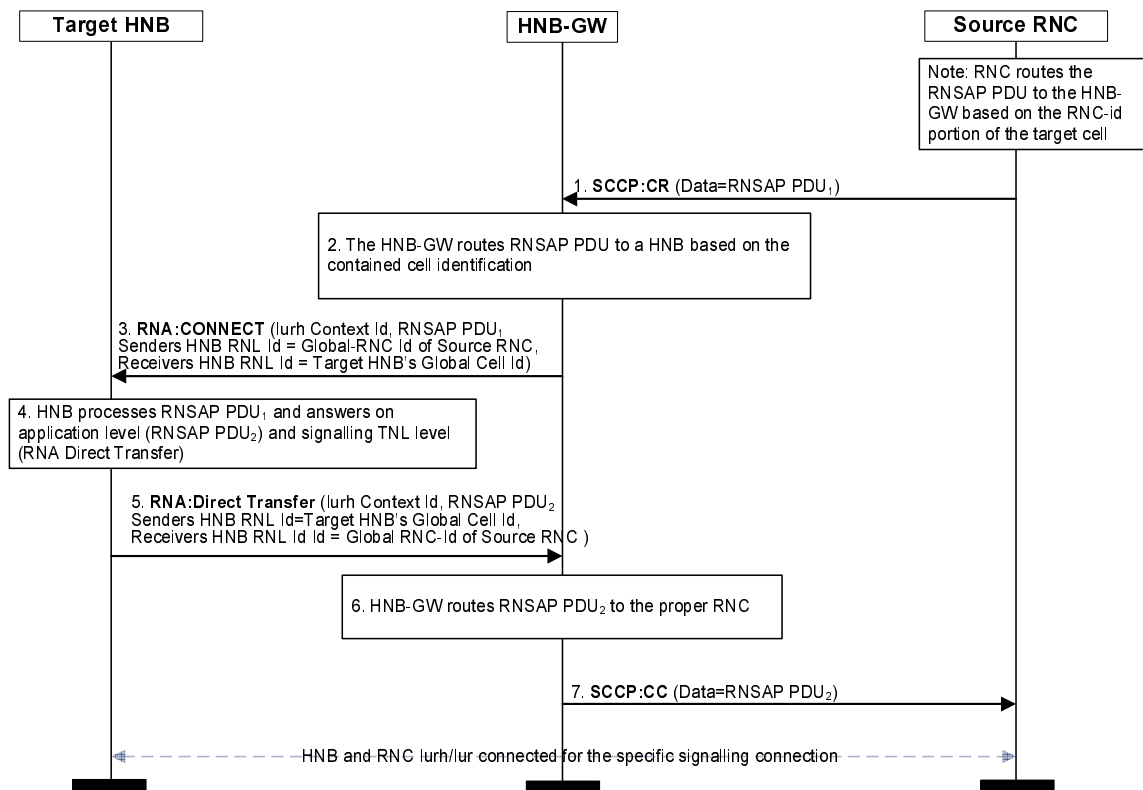 Target HNB
HNB-GW
Source RNC
Note: RNC routes the
RNSAP PDU to the HNB-
GW based on the RNC-id
portion of the target cell
1. SCCP:CR (Data=RNSAP PDU₁)
2. The HNB-GW routes RNSAP PDU to a HNB based on the
contained cell identification
3. RNA:CONNECT (Iurh Context Id, RNSAP PDU₁
Senders HNB RNL Id = Global-RNC Id of Source RNC,
Receivers HNB RNL Id = Target HNB's Global Cell Id)
4. HNB processes RNSAP PDU₁ and answers on
application level (RNSAP PDU₂) and signalling TNL level
(RNA Direct Transfer)
5. RNA:Direct Transfer (Iurh Context Id, RNSAP PDU₂
Senders HNB RNL Id=Target HNB's Global Cell Id,
Receivers HNB RNL Id Id = Global RNC-Id of Source RNC )
6. HNB-GW routes RNSAP PDU₂ to the proper RNC
7. SCCP:CC (Data=RNSAP PDU₂)
HNB and RNC Iurh/Iur connected for the specific signalling connection